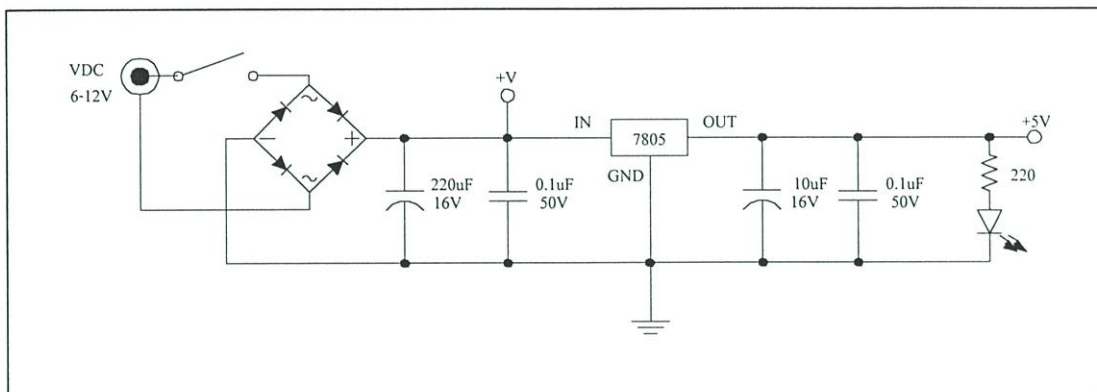 VDC
6-12V
~
−
+
~
+V
220uF
16V
0.1uF
50V
IN
7805
OUT
GND
10uF
16V
0.1uF
50V
+5V
220